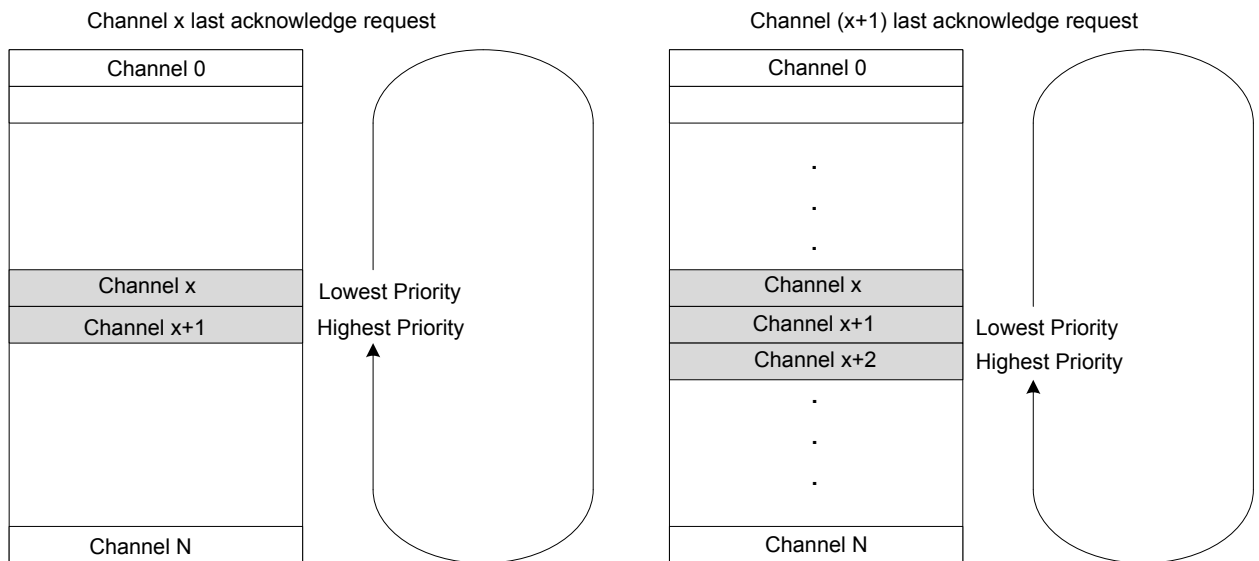 Channel x last acknowledge request
Channel 0
.
.
.
Channel x
Lowest Priority
Channel x+1
Highest Priority
Channel N
Channel (x+1) last acknowledge request
Channel 0
.
.
.
Channel x
Channel x+1
Lowest Priority
Channel x+2
Highest Priority
.
.
.
Channel N